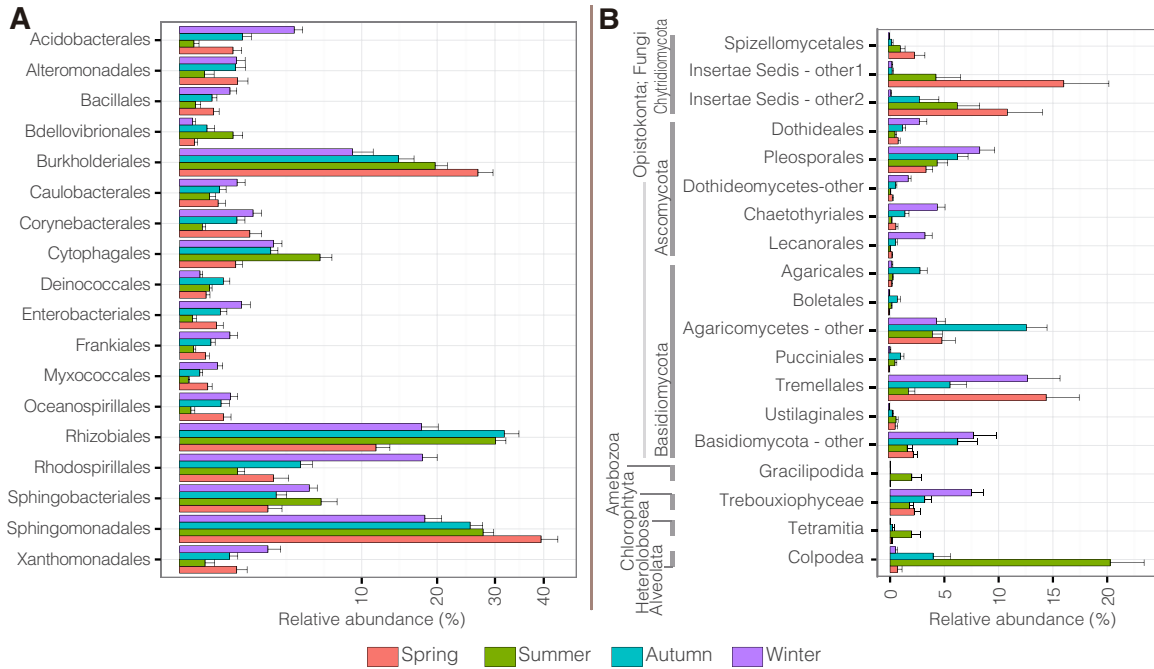 A
Acidobacterales
Alteromonadales
Bacillales
Bdellovibrionales
Burkholderiales
Caulobacterales
Corynebacterales
Cytophagales
Deinococcales
Enterobacteriales
Frankiales
Myxococcales
Oceanospirillales
Rhizobiales
Rhodospirillales
Sphingobacteriales
Sphingomonadales
Xanthomonadales
10 20 30 40
Relative abundance (%)
B
Opistokonta; Fungi
Chytridiomycota
Ascomycota
Basidiomycota
Amebozoa
Chlorophtyta
Heterolobosea
Alveolata
Spizellomycetales
Insertae Sedis - other1
Insertae Sedis - other2
Dothideales
Pleosporales
Dothideomycetes-other
Chaetothyriales
Lecanorales
Agaricales
Boletales
Agaricomycetes - other
Pucciniales
Tremellales
Ustilaginales
Basidiomycota - other
Gracilipodida
Trebouxiophyceae
Tetramitia
Colpodea
0 5 10 15 20
Relative abundance (%)
Spring Summer Autumn Winter